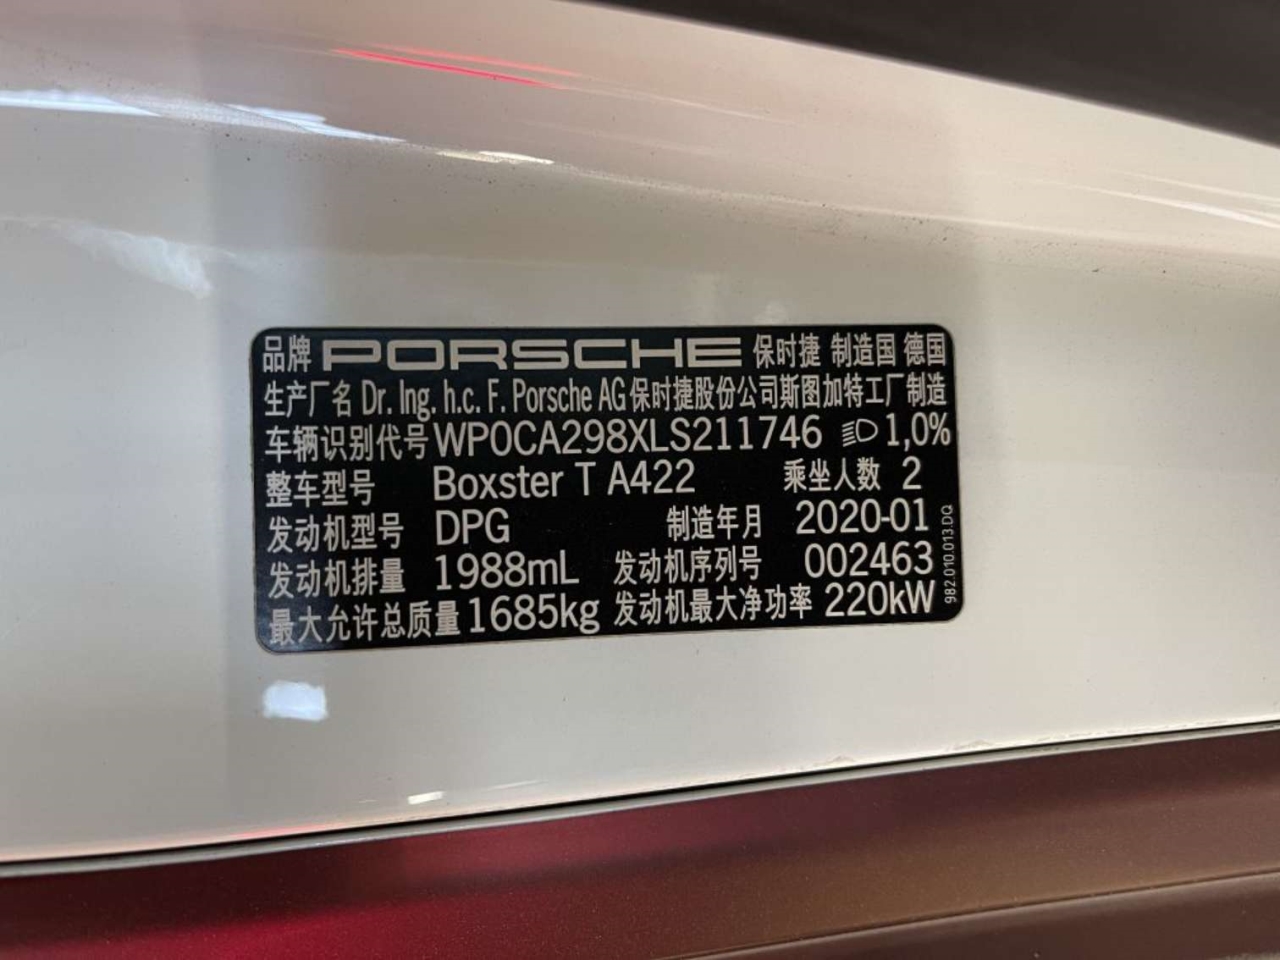 品牌 PORSCHE 保时捷 制造国 德国
生产厂名 Dr. Ing. h.c. F. Porsche AG 保时捷股份公司斯图加特工厂制造
车辆识别代号 WP0CA298XLS211746 1,0%
整车型号 Boxster T A422 乘坐人数 2
发动机型号 DPG 制造年月 2020-01
发动机排量 1988mL 发动机序列号 002463
最大允许总质量 1685kg 发动机最大净功率 220kW
982.010.013.DQ